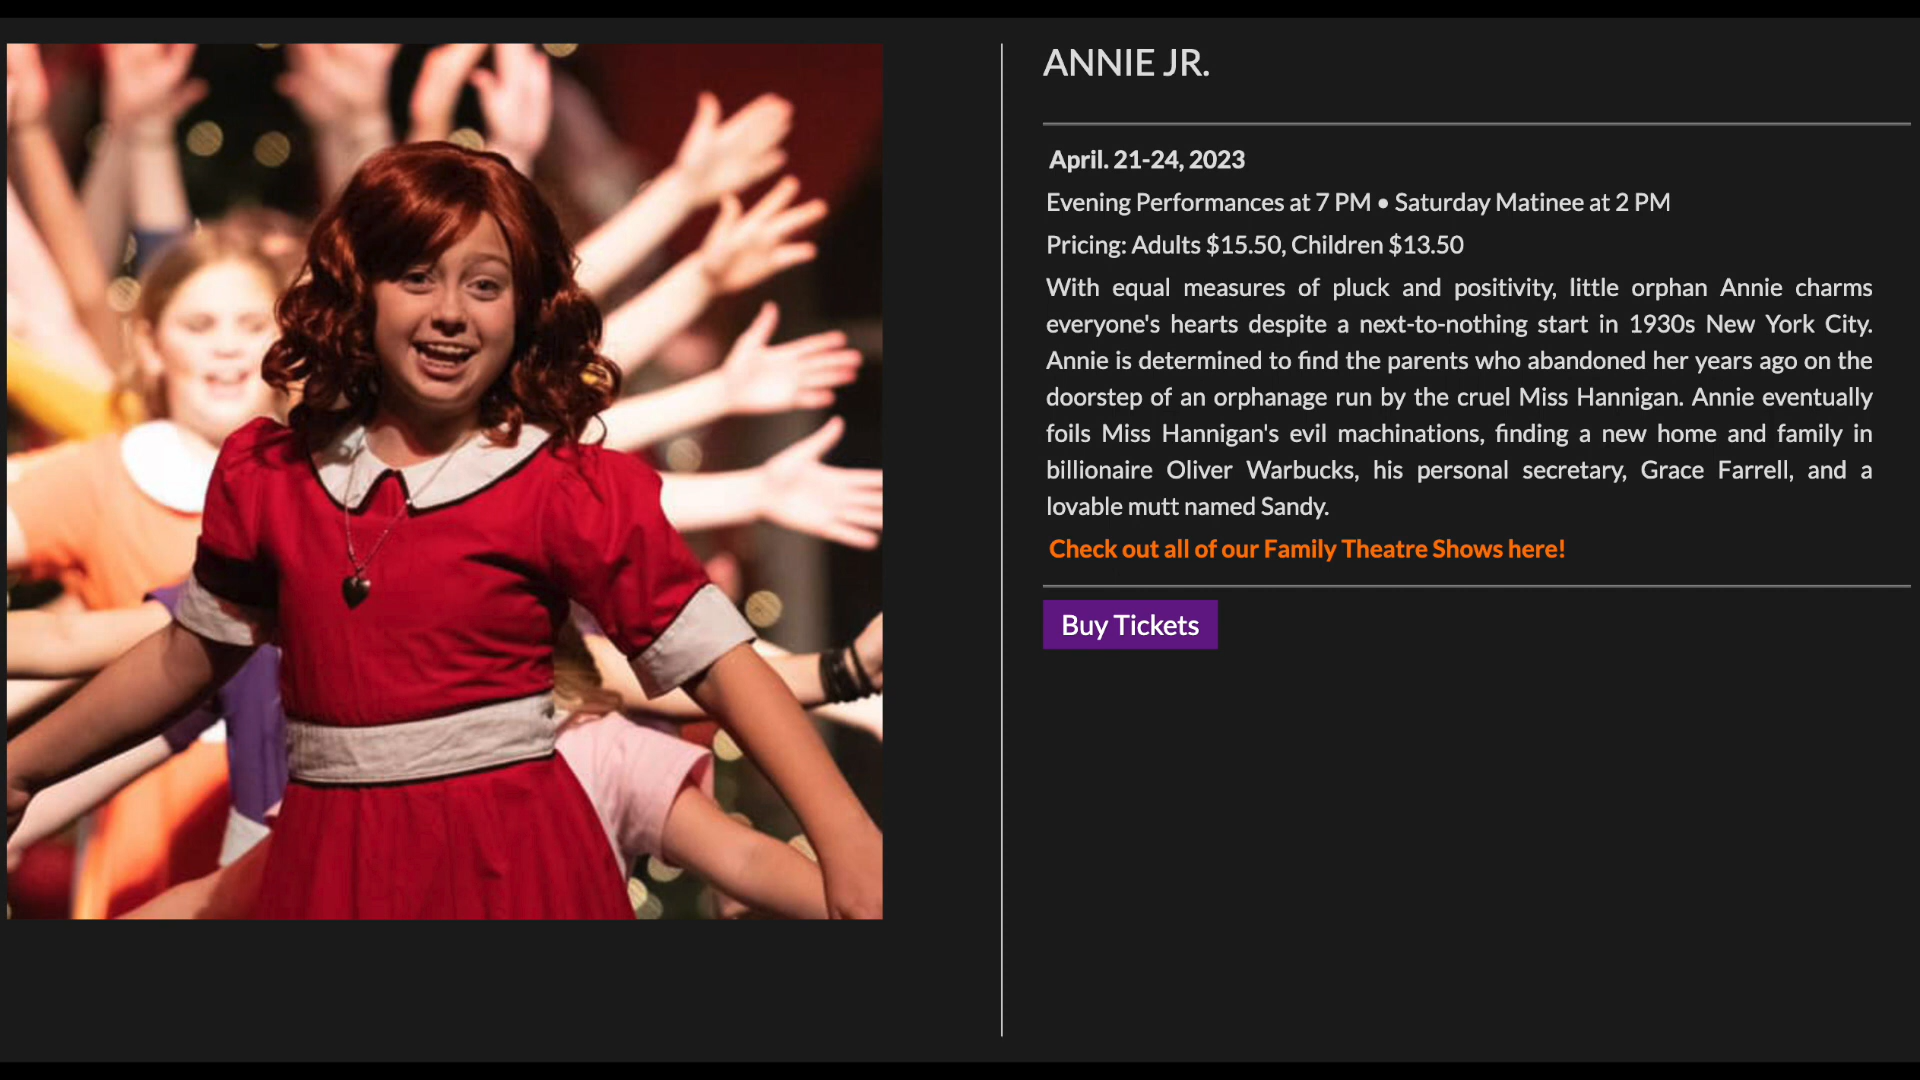 ANNIE JR.
April. 21-24, 2023
Evening Performances at 7 PM • Saturday Matinee at 2 PM
Pricing: Adults $15.50, Children $13.50
With equal measures of pluck and positivity, little orphan Annie charms
everyone's hearts despite a next-to-nothing start in 1930s New York City.
Annie is determined to find the parents who abandoned her years ago on the
doorstep of an orphanage run by the cruel Miss Hannigan. Annie eventually
foils Miss Hannigan's evil machinations, finding a new home and family in
billionaire Oliver Warbucks, his personal secretary, Grace Farrell, and a
lovable mutt named Sandy.
Check out all of our Family Theatre Shows here!
Buy Tickets